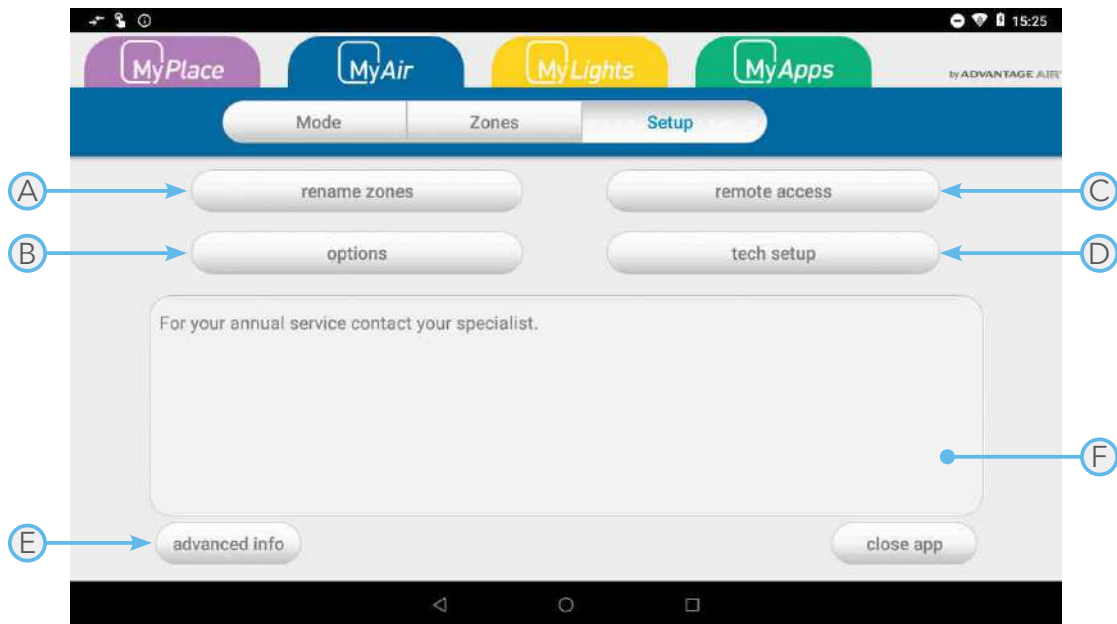 15:25
MyPlace MyAir MyLights MyApps by ADVANTAGE AIR
Mode Zones Setup
A rename zones remote access C
B options tech setup D
For your annual service contact your specialist.
F
E advanced info close app